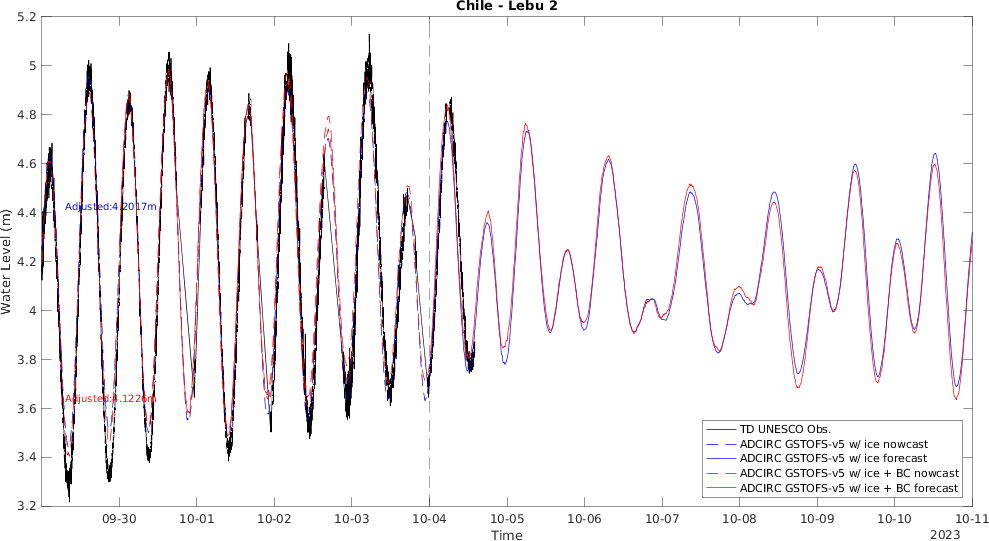 Chile - Lebu 2
5.2
5
4.8
4.6
4.4
4.2
4
3.8
3.6
3.4
3.2
Water Level (m)
Adjusted:4.2017m
Adjusted:4.1226m
TD UNESCO Obs.
ADCIRC GSTOFS-v5 w/ ice nowcast
ADCIRC GSTOFS-v5 w/ ice forecast
ADCIRC GSTOFS-v5 w/ ice + BC nowcast
ADCIRC GSTOFS-v5 w/ ice + BC forecast
09-30 10-01 10-02 10-03 10-04 10-05 10-06 10-07 10-08 10-09 10-10 10-11
Time
2023